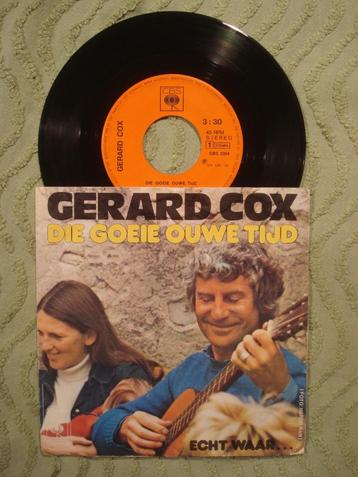 CBS
GERARD COX
3:30
45 RPM
STEREO
1
DIE GOEIE OUWE TIJD
GERARD COX
DIE GOEIE OUWE TIJD
ECHT WAAR...